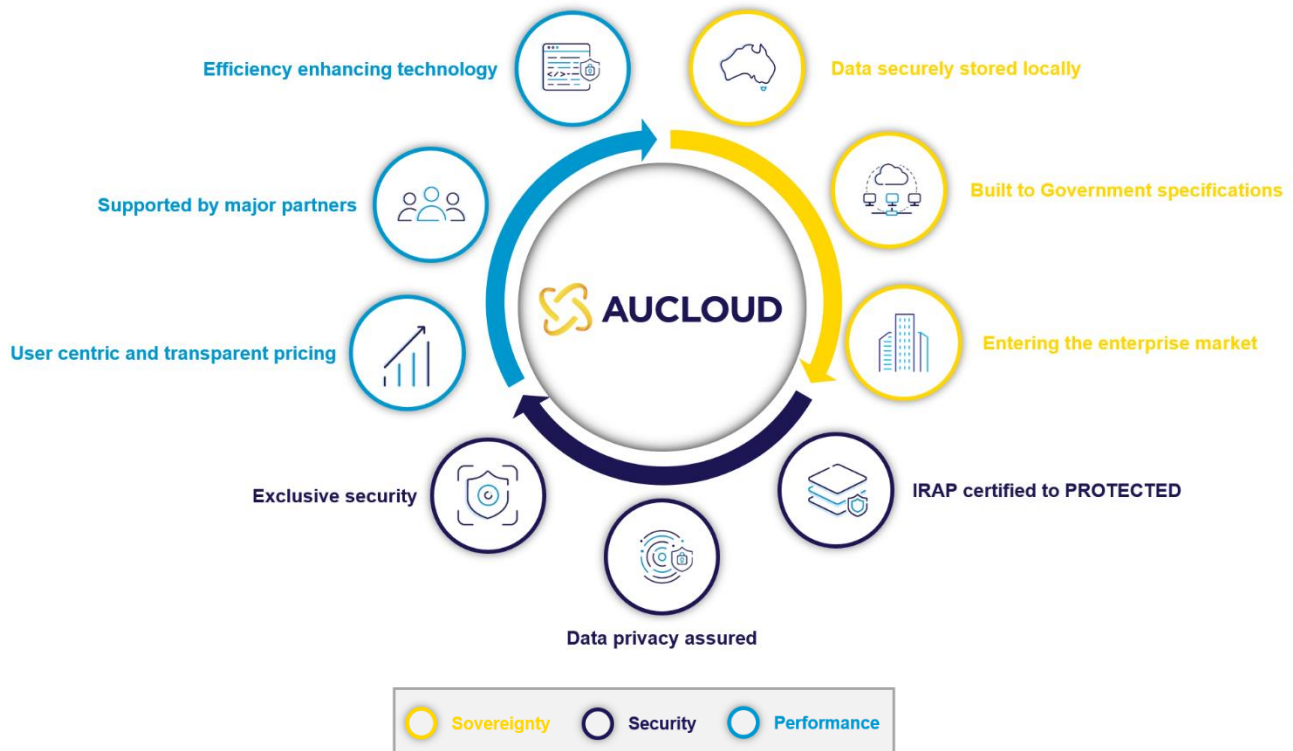 Efficiency enhancing technology
Data securely stored locally
Supported by major partners
Built to Government specifications
AUCLOUD
User centric and transparent pricing
Entering the enterprise market
Exclusive security
IRAP certified to PROTECTED
Data privacy assured
Sovereignty
Security
Performance